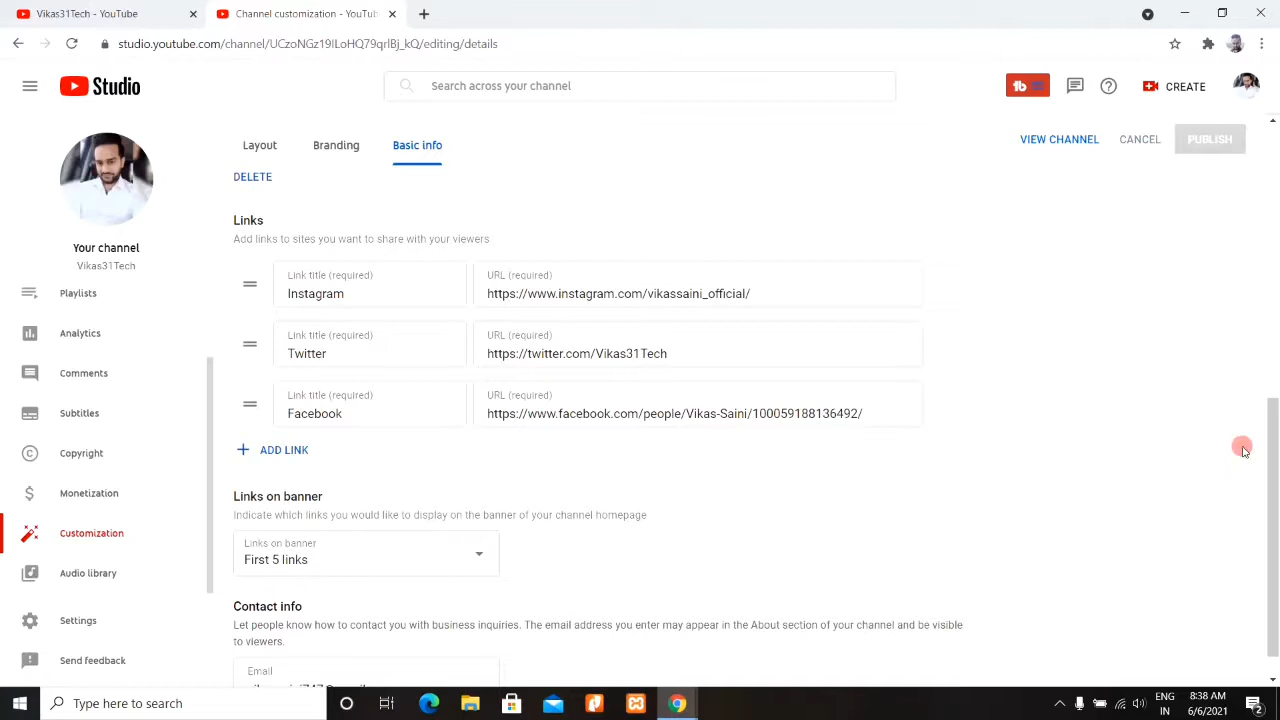 Vikas31Tech
Channel customization - YouTube
studio.youtube.com/channel/UCzoNGz19ILoHQ79qrlBj_kQ/editing/details
Studio
Search across your channel
CREATE
Layout
Branding
Basic info
VIEW CHANNEL
CANCEL
PUBLISH
DELETE
Your channel
Vikas31Tech
Playlists
Analytics
Comments
Subtitles
Copyright
Monetization
Customization
Audio library
Settings
Send feedback
Links
Add links to sites you want to share with your viewers
Link title (required)
Instagram
URL (required)
https://www.instagram.com/vikassaini_official/
Link title (required)
Twitter
URL (required)
https://twitter.com/Vikas31Tech
Link title (required)
Facebook
URL (required)
https://www.facebook.com/people/Vikas-Saini/100059188136492/
ADD LINK
Links on banner
Indicate which links you would like to display on the banner of your channel homepage
Links on banner
First 5 links
Contact info
Let people know how to contact you with business inquiries. The email address you enter may appear in the About section of your channel and be visible
to viewers.
Email
Type here to search
ENG
IN
8:38 AM
6/6/2021
2